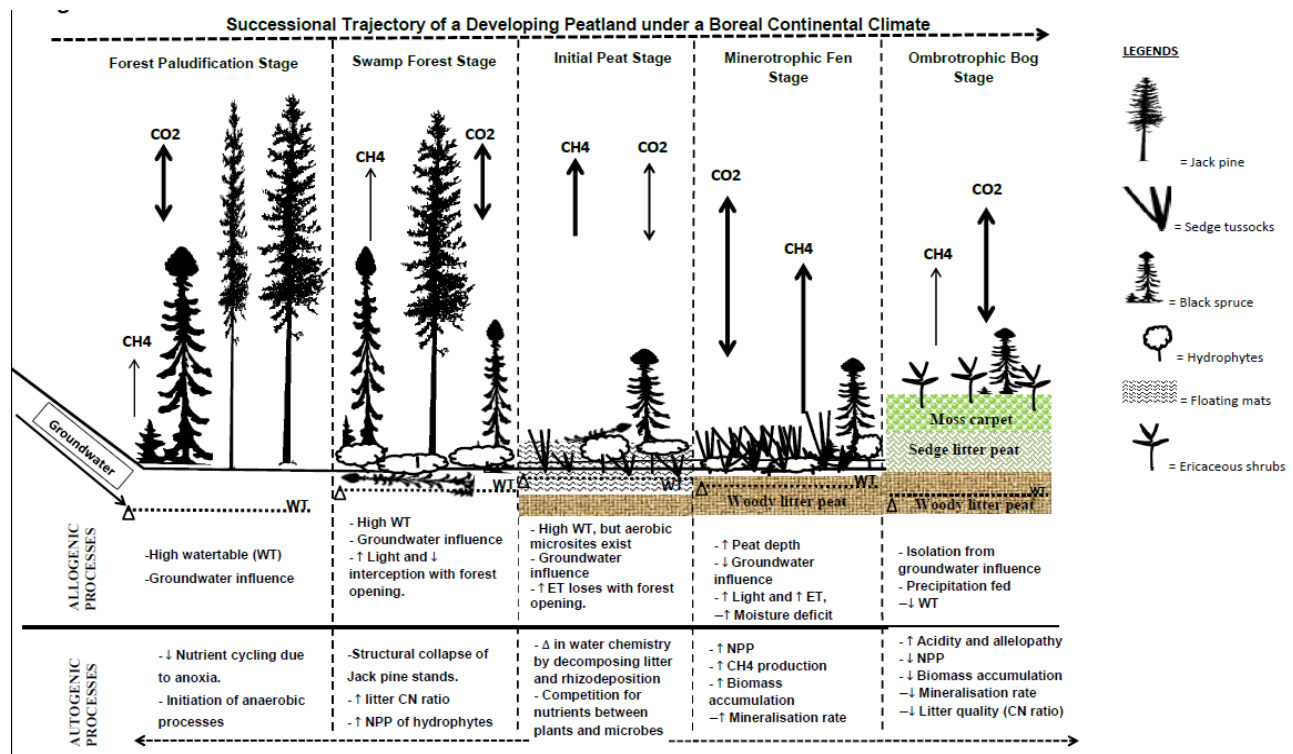 Successional Trajectory of a Developing Peatland under a Boreal Continental Climate
Forest Paludification Stage
Swamp Forest Stage
Initial Peat Stage
Minerotrophic Fen
Stage
Ombrotrophic Bog
Stage
LEGENDS
= Jack pine
= Sedge tussocks
= Black spruce
= Hydrophytes
= Floating mats
= Ericaceous shrubs
CO2
CH4
CH4
CO2
CH4
CO2
CO2
CH4
CO2
CH4
Groundwater
Δ
WT
Δ
WT
Δ
WT
Δ
WT
Woody litter peat
Moss carpet
Sedge litter peat
WT
Δ
Woody litter peat
ALLOGENIC
PROCESSES
-High watertable (WT)
-Groundwater influence
- High WT
- Groundwater influence
- ↑ Light and ↓
interception with forest
opening.
- High WT, but aerobic
microsites exist
- Groundwater
influence
- ↑ET loses with forest
opening.
- ↑ Peat depth
- ↓ Groundwater
influence
- ↑ Light and ↑ ET,
–↑ Moisture deficit
- Isolation from
groundwater influence
- Precipitation fed
–↓ WT
AUTOGENIC
PROCESSES
-↓ Nutrient cycling due
to anoxia.
- Initiation of anaerobic
processes
-Structural collapse of
Jack pine stands.
- ↑ litter CN ratio
- ↑ NPP of hydrophytes
- Δ in water chemistry
by decomposing litter
and rhizodeposition
- Competition for
nutrients between
plants and microbes
- ↑ NPP
- ↑ CH4 production
- ↑ Biomass
accumulation
–↑ Mineralisation rate
- ↑ Acidity and allelopathy
- ↓ NPP
- ↓ Biomass accumulation
–↓ Mineralisation rate
–↓ Litter quality (CN ratio)